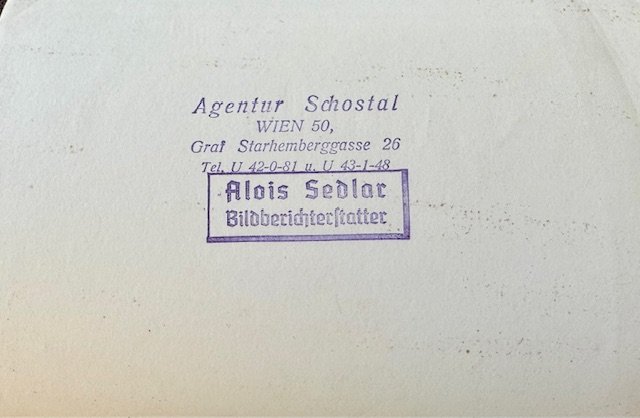 Agentur Schostal
WIEN 50,
Graf Starhemberggasse 26
Tel. U 42-0-81 u. U 43-1-48
Alois Sedlar
Bildberichterstatter